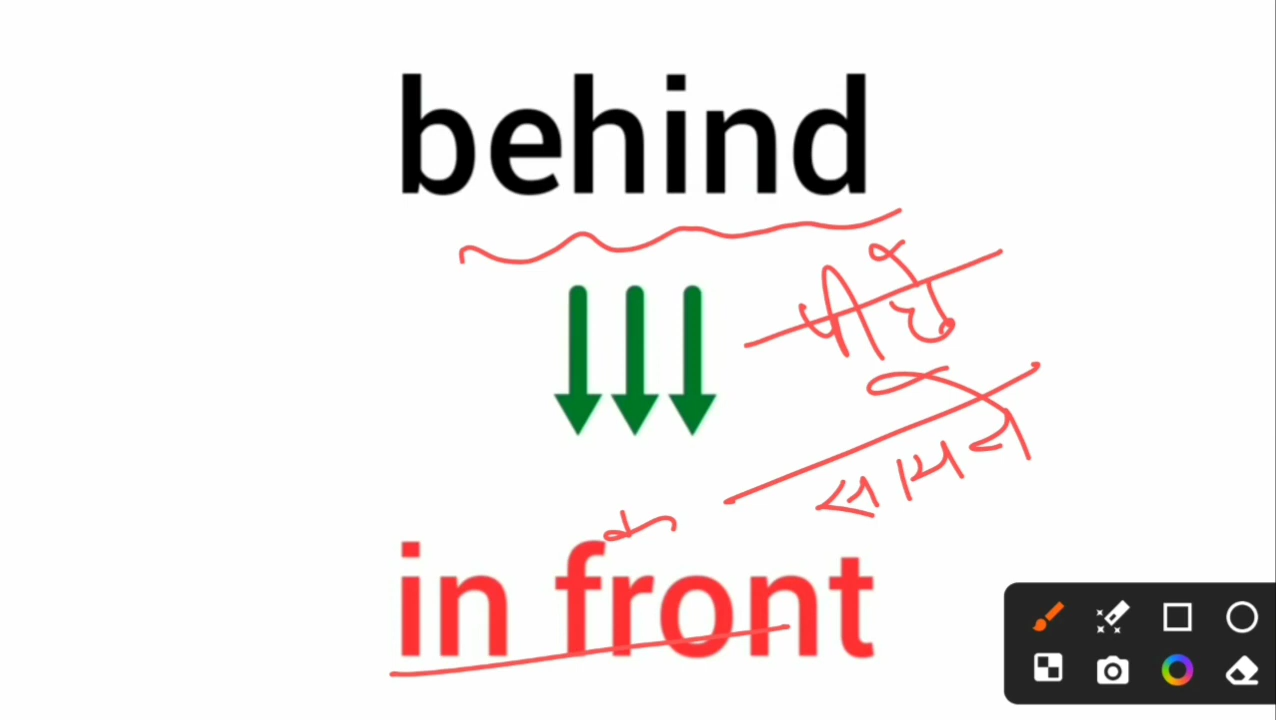 behind
पीछे
सामने
in front